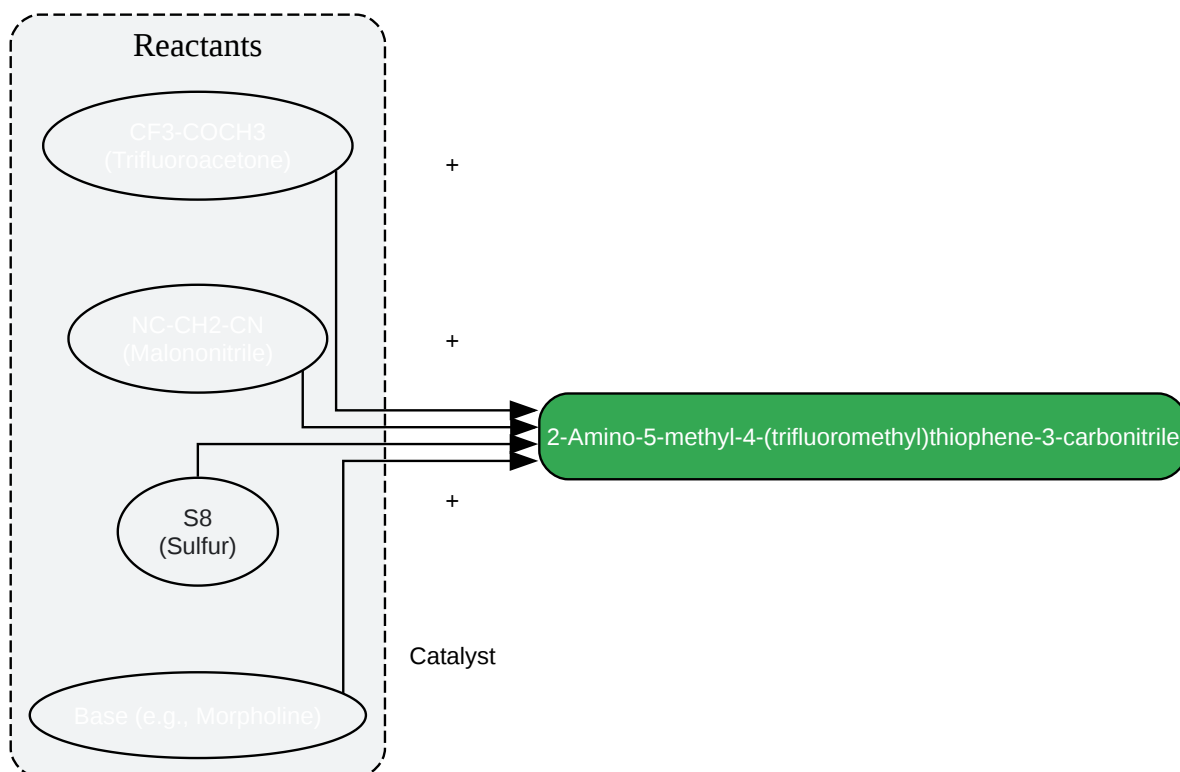 Reactants
CF3-COCH3
(Trifluoroacetone)
+
NC-CH2-CN
(Malononitrile)
+
2-Amino-5-methyl-4-(trifluoromethyl)thiophene-3-carbonitrile
S8
(Sulfur)
+
Catalyst
Base (e.g., Morpholine)